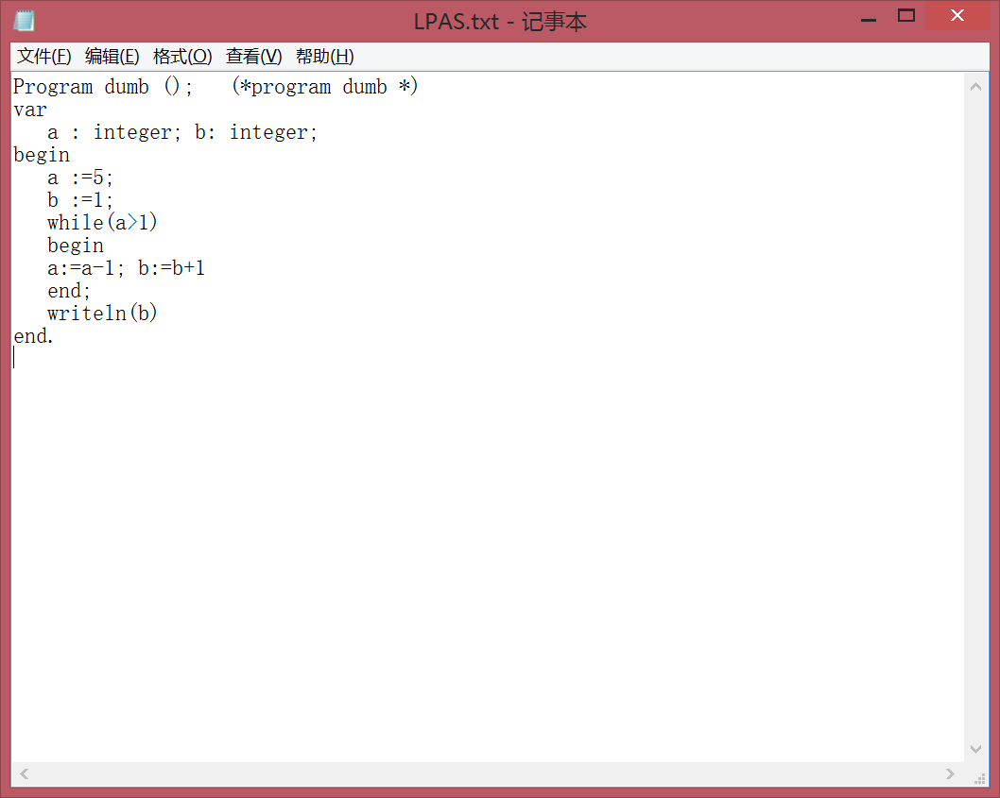 LPAS.txt - 记事本
文件(F) 编辑(E) 格式(O) 查看(V) 帮助(H)
Program dumb ();   (*program dumb *)
var
   a : integer; b: integer;
begin
   a :=5;
   b :=1;
   while(a>1)
   begin
   a:=a-1; b:=b+1
   end;
   writeln(b)
end.